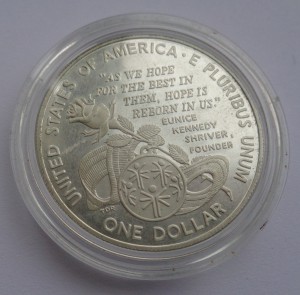 UNITED STATES OF AMERICA · E PLURIBUS UNUM
"AS WE HOPE
FOR THE BEST IN
THEM, HOPE IS
REBORN IN US."
EUNICE
KENNEDY
SHRIVER,
FOUNDER
ONE DOLLAR